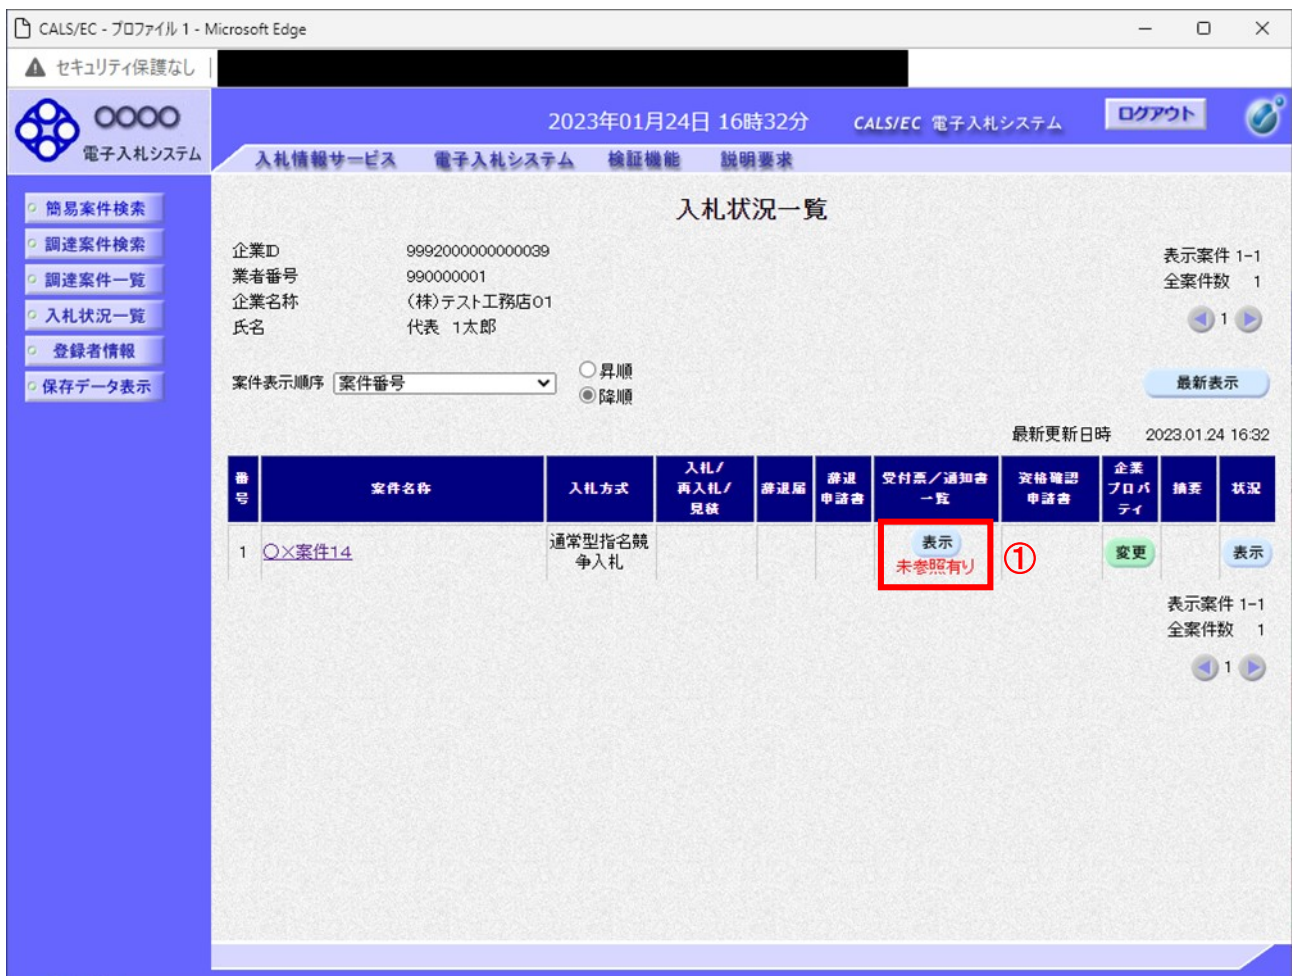 CALS/EC - プロファイル 1 - Microsoft Edge
セキュリティ保護なし
○○○○
電子入札システム
2023年01月24日 16時32分
CALS/EC 電子入札システム
ログアウト
入札情報サービス 電子入札システム 検証機能 説明要求
簡易案件検索
調達案件検索
調達案件一覧
入札状況一覧
登録者情報
保存データ表示
入札状況一覧
企業ID 9992000000000039
業者番号 990000001
企業名称 (株)テスト工務店01
氏名 代表 1太郎
表示案件 1-1
全案件数 1
1
案件表示順序 案件番号
昇順
降順
最新表示
最新更新日時 2023.01.24 16:32
番号 案件名称 入札方式 入札/再入札/見積 辞退届 辞退申請書 受付票/通知書一覧 資格確認申請書 企業プロパティ 摘要 状況
1 ○×案件14 通常型指名競争入札 表示 変更 表示
未参照有り
①
表示案件 1-1
全案件数 1
1